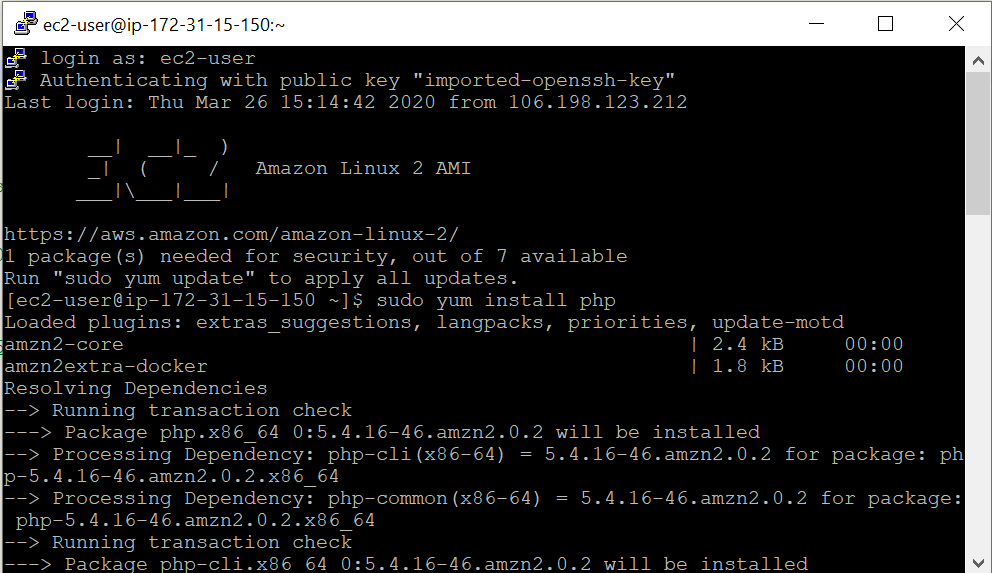 ec2-user@ip-172-31-15-150:~
login as: ec2-user
Authenticating with public key "imported-openssh-key"
Last login: Thu Mar 26 15:14:42 2020 from 106.198.123.212
       __|  __|_  )
       _|  (     /   Amazon Linux 2 AMI
      ___|\___|___|
https://aws.amazon.com/amazon-linux-2/
1 package(s) needed for security, out of 7 available
Run "sudo yum update" to apply all updates.
[ec2-user@ip-172-31-15-150 ~]$ sudo yum install php
Loaded plugins: extras_suggestions, langpacks, priorities, update-motd
amzn2-core                                               | 2.4 kB     00:00
amzn2extra-docker                                        | 1.8 kB     00:00
Resolving Dependencies
--> Running transaction check
---> Package php.x86_64 0:5.4.16-46.amzn2.0.2 will be installed
--> Processing Dependency: php-cli(x86-64) = 5.4.16-46.amzn2.0.2 for package: ph
p-5.4.16-46.amzn2.0.2.x86_64
--> Processing Dependency: php-common(x86-64) = 5.4.16-46.amzn2.0.2 for package:
 php-5.4.16-46.amzn2.0.2.x86_64
--> Running transaction check
---> Package php-cli.x86_64 0:5.4.16-46.amzn2.0.2 will be installed